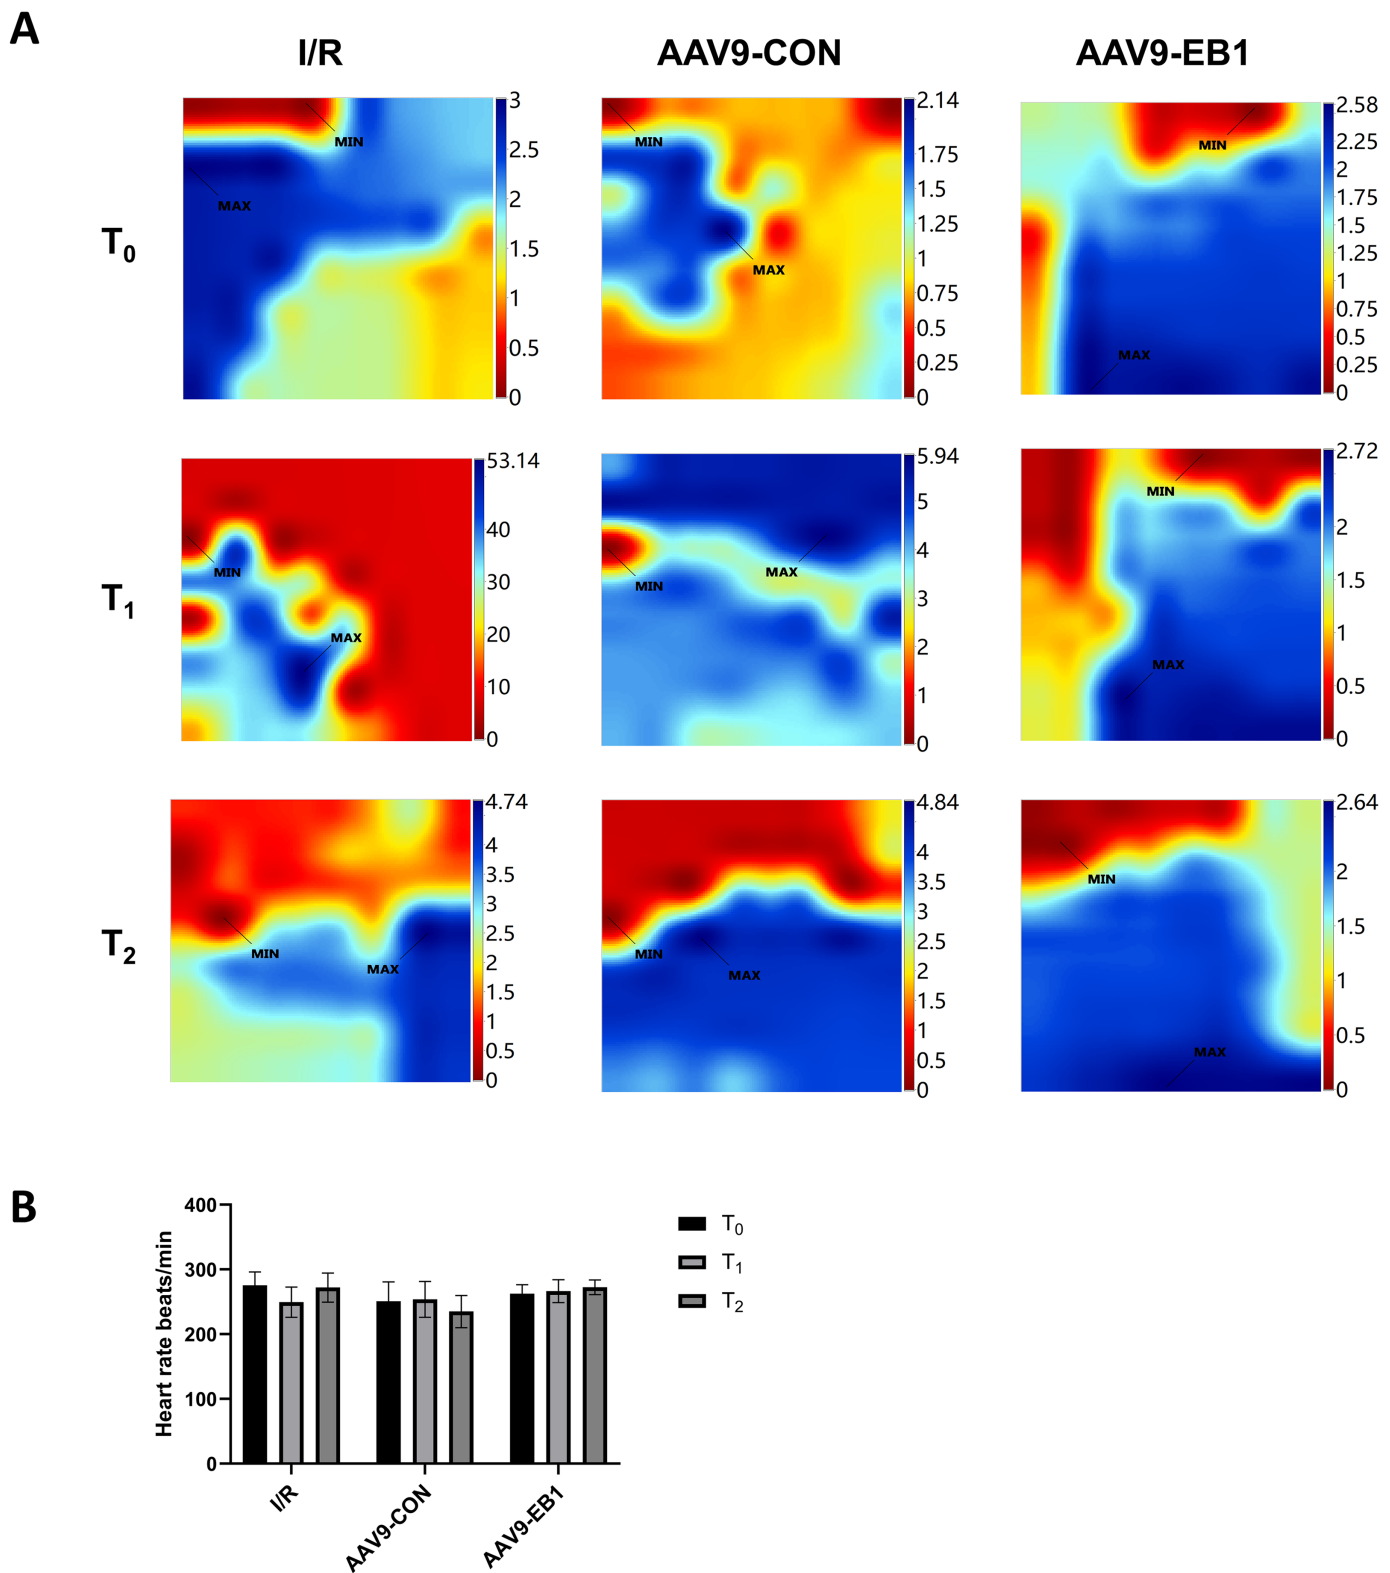 A
I/R
AAV9-CON
AAV9-EB1
T0
MIN
MAX
3
2.5
2
1.5
1
0.5
0
MIN
MAX
2.14
1.75
1.5
1.25
1
0.75
0.5
0.25
0
MIN
MAX
2.58
2.25
2
1.75
1.5
1.25
1
0.75
0.5
0.25
0
T1
MIN
MAX
53.14
40
30
20
10
0
MIN
MAX
5.94
5
4
3
2
1
0
MIN
MAX
2.72
2
1.5
1
0.5
0
T2
MIN
MAX
4.74
4
3.5
3
2.5
2
1.5
1
0.5
0
MIN
MAX
4.84
4
3.5
3
2.5
2
1.5
1
0.5
0
MIN
MAX
2.64
2
1.5
1
0.5
0
B
Heart rate beats/min
400
300
200
100
0
I/R
AAV9-CON
AAV9-EB1
T0
T1
T2